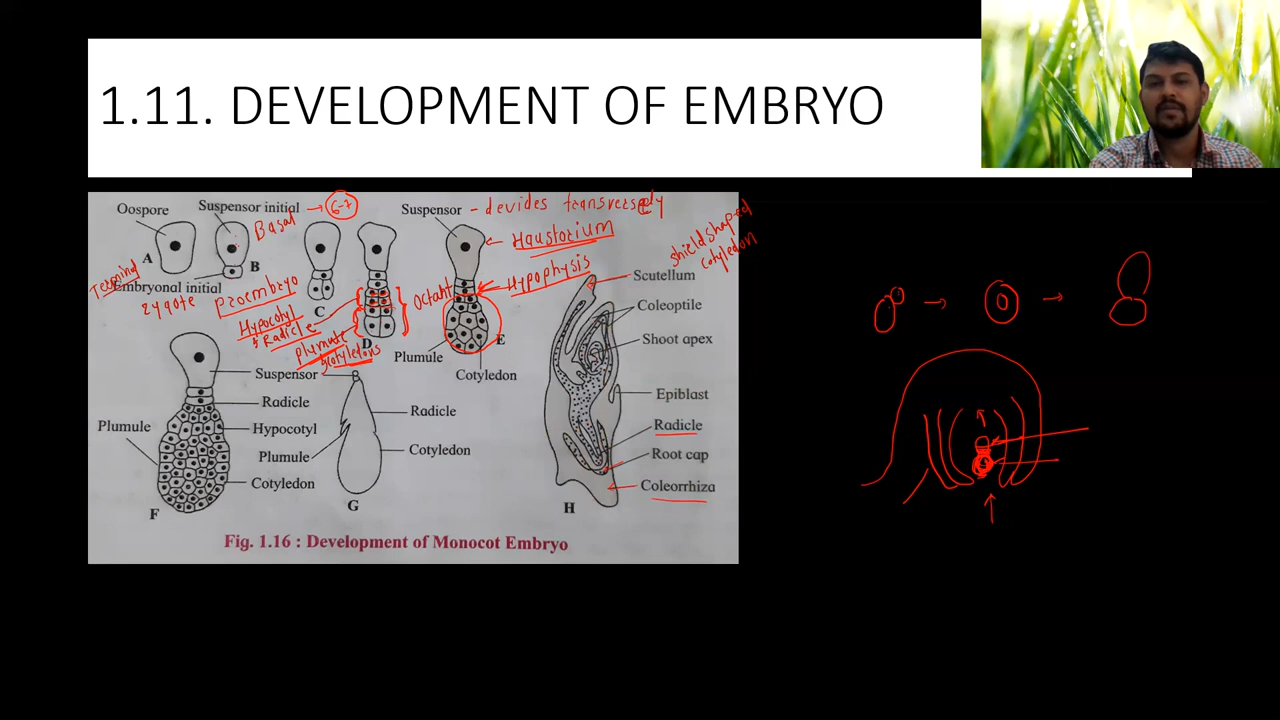 1.11. DEVELOPMENT OF EMBRYO
Oospore
Suspensor initial → 6-7
Basal
A
B
Terminal
Embryonal initial
zygote
Proembryo
C
Hypocotyl
& Radicle
D
Plumule
& cotyledons
Octant
Suspensor - devides transversely
Haustorium
Hypophysis
E
Plumule
Cotyledon
shield shaped
cotyledon
Scutellum
Coleoptile
Shoot apex
Epiblast
Radicle
Root cap
Coleorrhiza
H
Suspensor
Radicle
Plumule
Hypocotyl
Cotyledon
F
Radicle
Plumule
Cotyledon
G
Fig. 1.16 : Development of Monocot Embryo